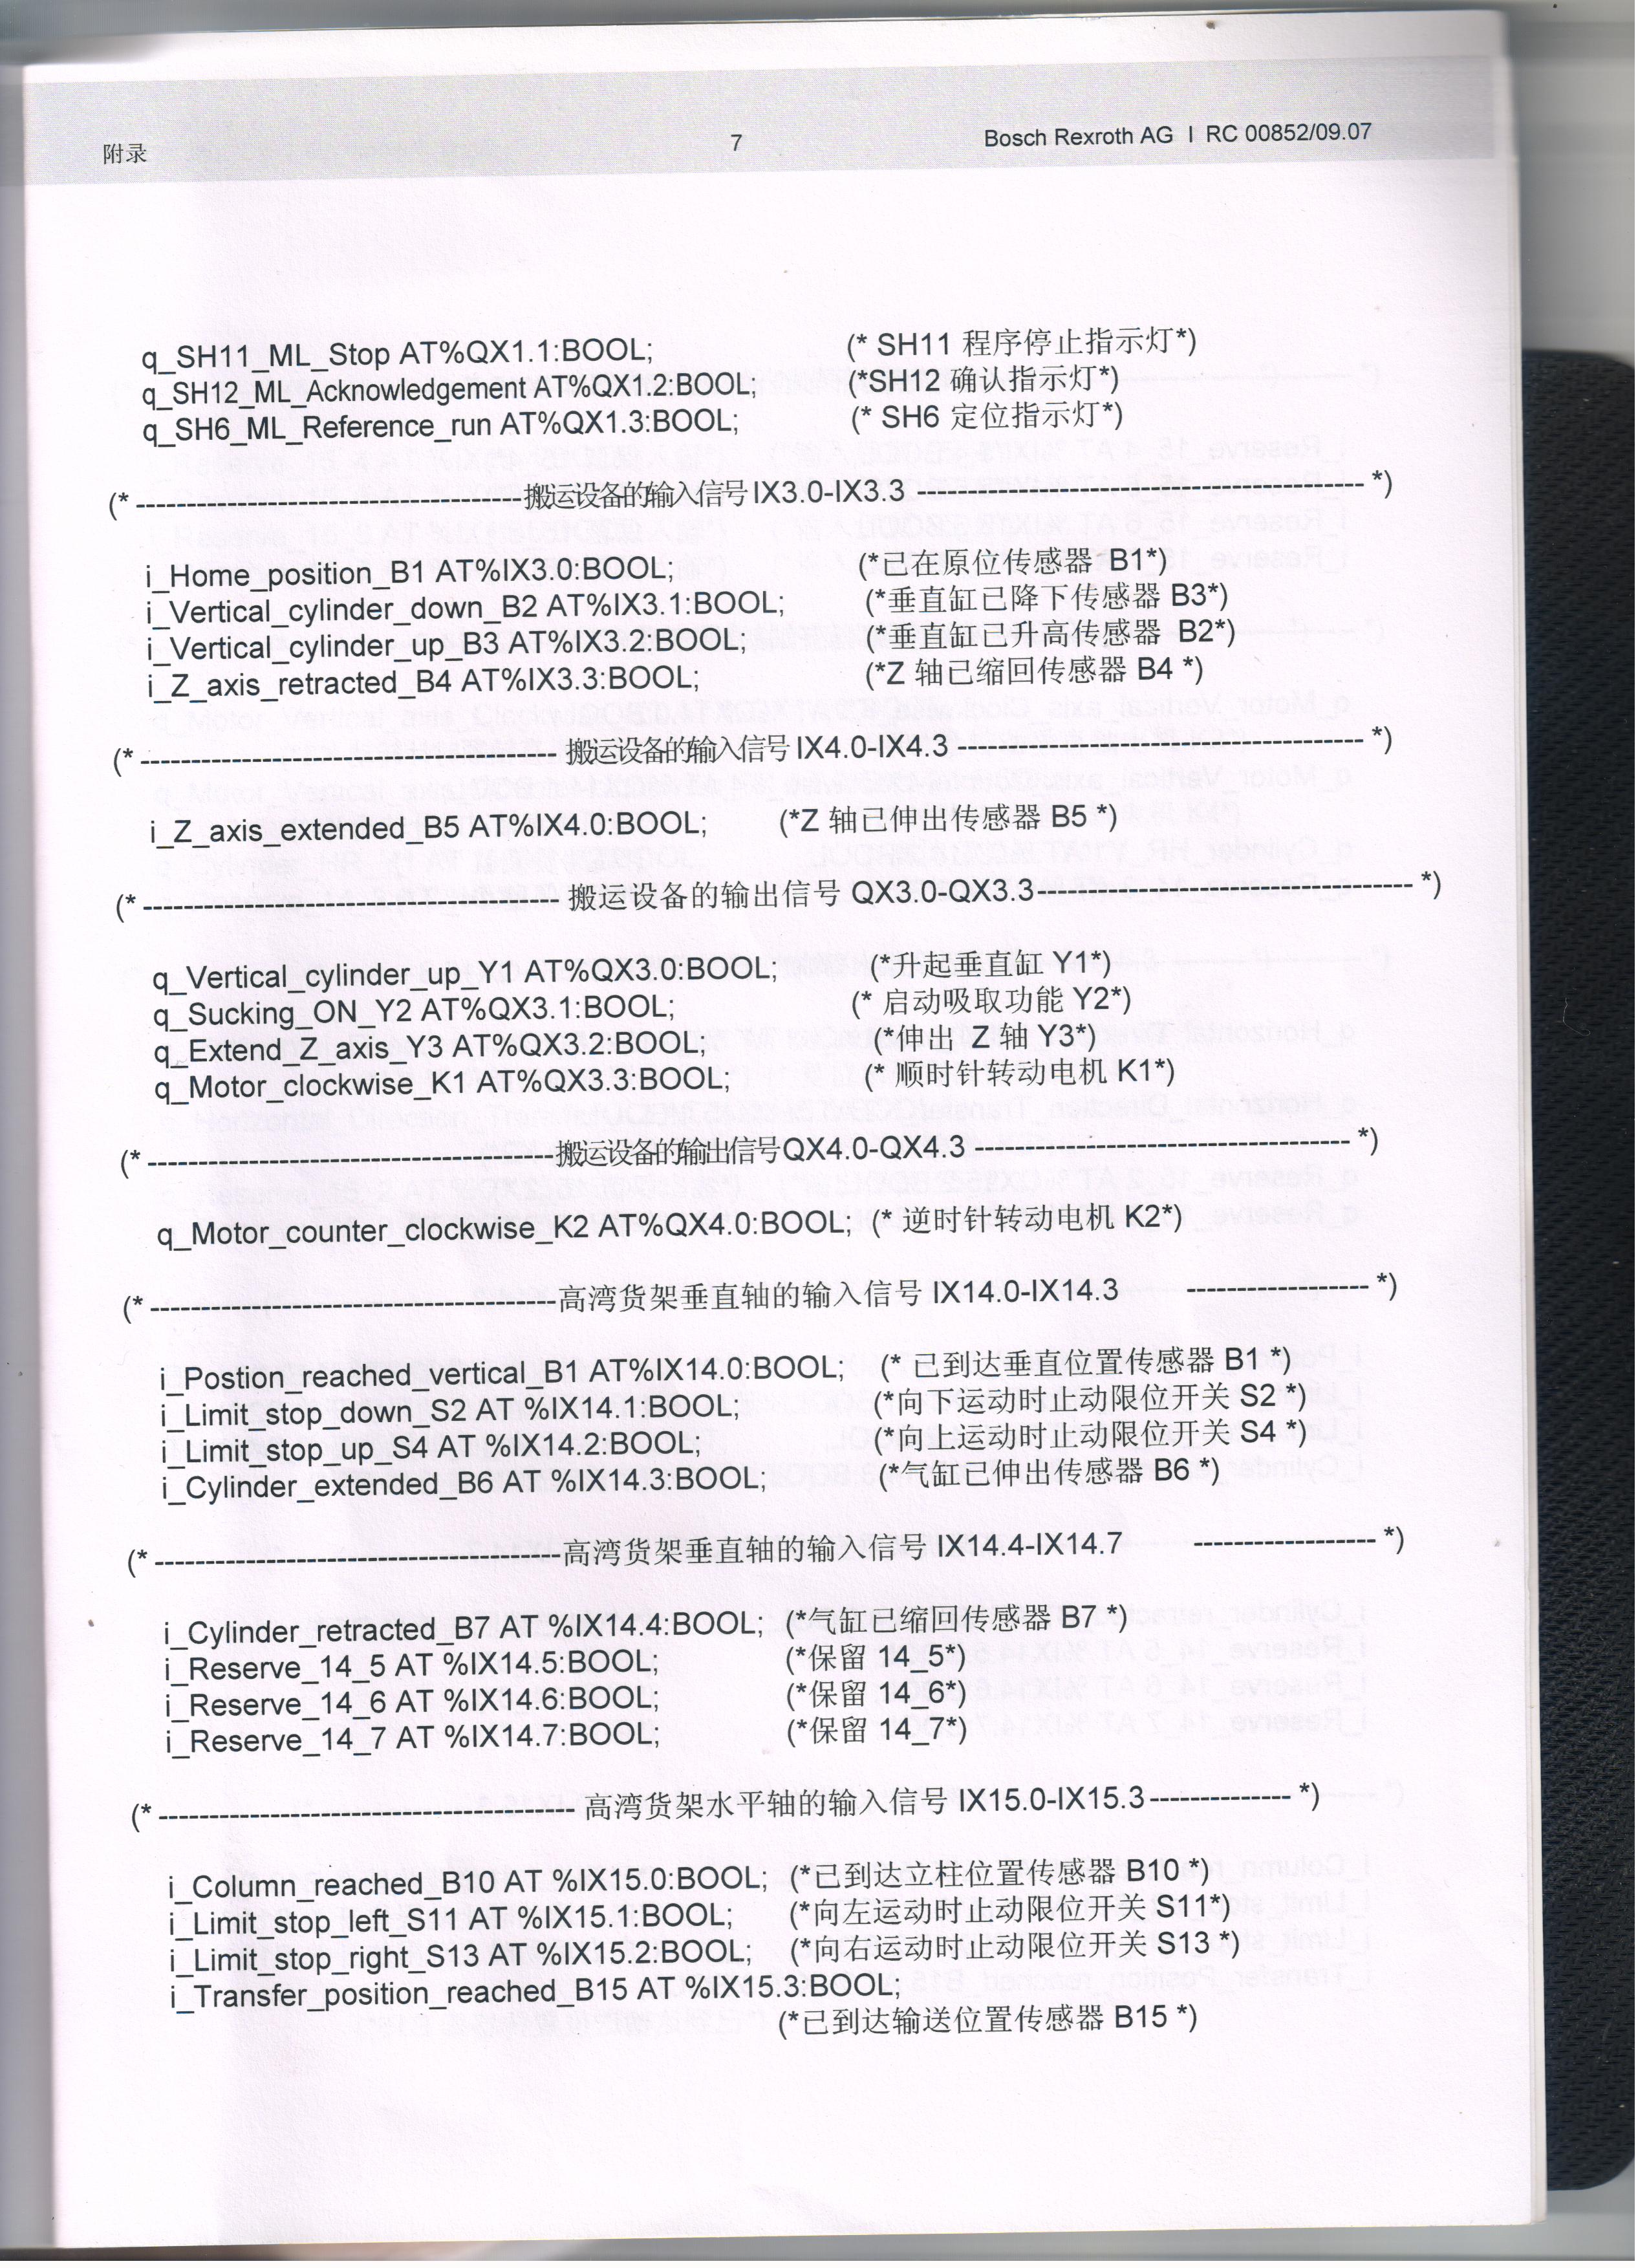 附录 7 Bosch Rexroth AG I RC 00852/09.07
q_SH11_ML_Stop AT%QX1.1:BOOL; (* SH11 程序停止指示灯*)
q_SH12_ML_Acknowledgement AT%QX1.2:BOOL; (*SH12 确认指示灯*)
q_SH6_ML_Reference_run AT%QX1.3:BOOL; (* SH6 定位指示灯*)
(* --------------------------------------搬运设备的输入信号 IX3.0-IX3.3 -------------------------------------------- *)
i_Home_position_B1 AT%IX3.0:BOOL; (*已在原位传感器 B1*)
i_Vertical_cylinder_down_B2 AT%IX3.1:BOOL; (*垂直缸已降下传感器 B3*)
i_Vertical_cylinder_up_B3 AT%IX3.2:BOOL; (*垂直缸已升高传感器 B2*)
i_Z_axis_retracted_B4 AT%IX3.3:BOOL; (*Z 轴已缩回传感器 B4 *)
(* ----------------------------------------- 搬运设备的输入信号 IX4.0-IX4.3 ---------------------------------------- *)
i_Z_axis_extended_B5 AT%IX4.0:BOOL; (*Z 轴已伸出传感器 B5 *)
(* ----------------------------------------- 搬运设备的输出信号 QX3.0-QX3.3------------------------------------- *)
q_Vertical_cylinder_up_Y1 AT%QX3.0:BOOL; (*升起垂直缸 Y1*)
q_Sucking_ON_Y2 AT%QX3.1:BOOL; (* 启动吸取功能 Y2*)
q_Extend_Z_axis_Y3 AT%QX3.2:BOOL; (*伸出 Z 轴 Y3*)
q_Motor_clockwise_K1 AT%QX3.3:BOOL; (* 顺时针转动电机 K1*)
(* ----------------------------------------搬运设备的输出信号QX4.0-QX4.3 ------------------------------------- *)
q_Motor_counter_clockwise_K2 AT%QX4.0:BOOL; (* 逆时针转动电机 K2*)
(* ----------------------------------------高湾货架垂直轴的输入信号 IX14.0-IX14.3 ------------------ *)
i_Postion_reached_vertical_B1 AT%IX14.0:BOOL; (* 已到达垂直位置传感器 B1 *)
i_Limit_stop_down_S2 AT %IX14.1:BOOL; (*向下运动时止动限位开关 S2 *)
i_Limit_stop_up_S4 AT %IX14.2:BOOL; (*向上运动时止动限位开关 S4 *)
i_Cylinder_extended_B6 AT %IX14.3:BOOL; (*气缸已伸出传感器 B6 *)
(* ----------------------------------------高湾货架垂直轴的输入信号 IX14.4-IX14.7 ------------------ *)
i_Cylinder_retracted_B7 AT %IX14.4:BOOL; (*气缸已缩回传感器 B7 *)
i_Reserve_14_5 AT %IX14.5:BOOL; (*保留 14_5*)
i_Reserve_14_6 AT %IX14.6:BOOL; (*保留 14_6*)
i_Reserve_14_7 AT %IX14.7:BOOL; (*保留 14_7*)
(* ----------------------------------------- 高湾货架水平轴的输入信号 IX15.0-IX15.3-------------- *)
i_Column_reached_B10 AT %IX15.0:BOOL; (*已到达立柱位置传感器 B10 *)
i_Limit_stop_left_S11 AT %IX15.1:BOOL; (*向左运动时止动限位开关 S11*)
i_Limit_stop_right_S13 AT %IX15.2:BOOL; (*向右运动时止动限位开关 S13 *)
i_Transfer_position_reached_B15 AT %IX15.3:BOOL;
(*已到达输送位置传感器 B15 *)